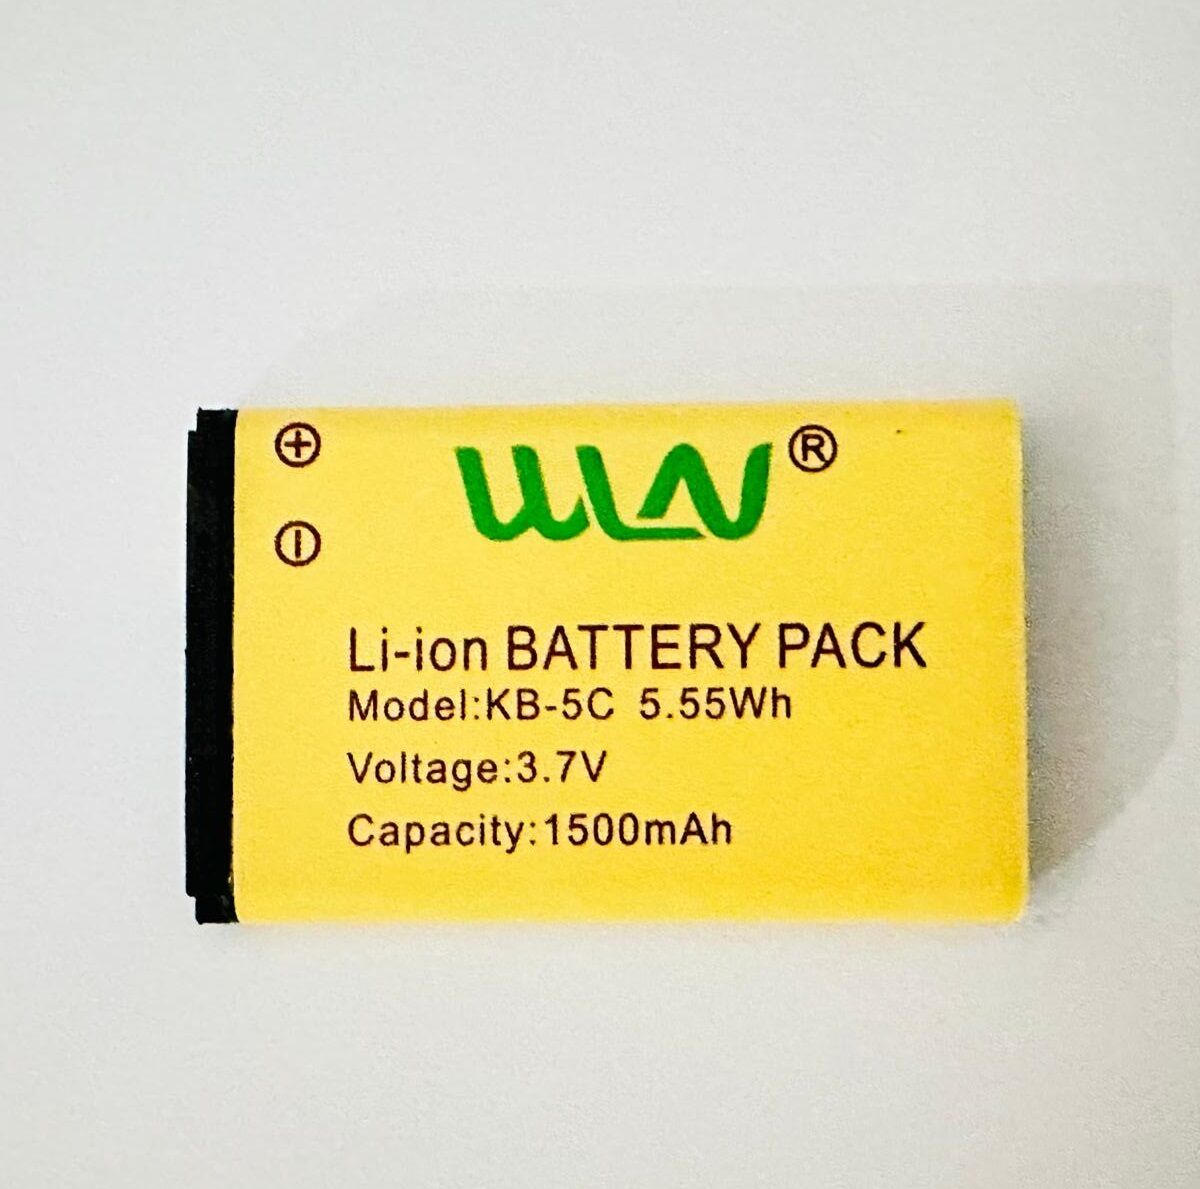 WLN®
Li-ion BATTERY PACK
Model:KB-5C 5.55Wh
Voltage:3.7V
Capacity:1500mAh